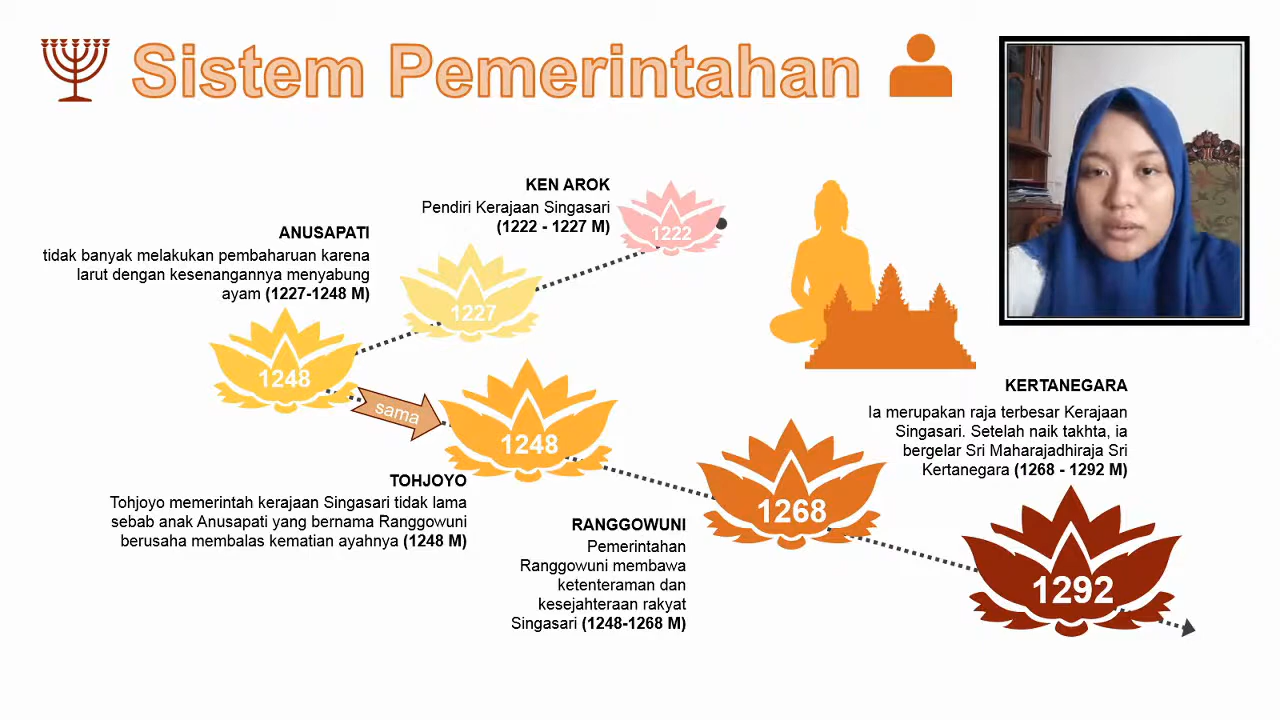 Sistem Pemerintahan
KEN AROK
Pendiri Kerajaan Singasari
(1222 - 1227 M)
1222
ANUSAPATI
tidak banyak melakukan pembaharuan karena
larut dengan kesenangannya menyabung
ayam (1227-1248 M)
1227
1248
sama
1248
TOHJOYO
Tohjoyo memerintah kerajaan Singasari tidak lama
sebab anak Anusapati yang bernama Ranggowuni
berusaha membalas kematian ayahnya (1248 M)
RANGGOWUNI
Pemerintahan
Ranggowuni membawa
ketenteraman dan
kesejahteraan rakyat
Singasari (1248-1268 M)
1268
KERTANEGARA
Ia merupakan raja terbesar Kerajaan
Singasari. Setelah naik takhta, ia
bergelar Sri Maharajadhiraja Sri
Kertanegara (1268 - 1292 M)
1292